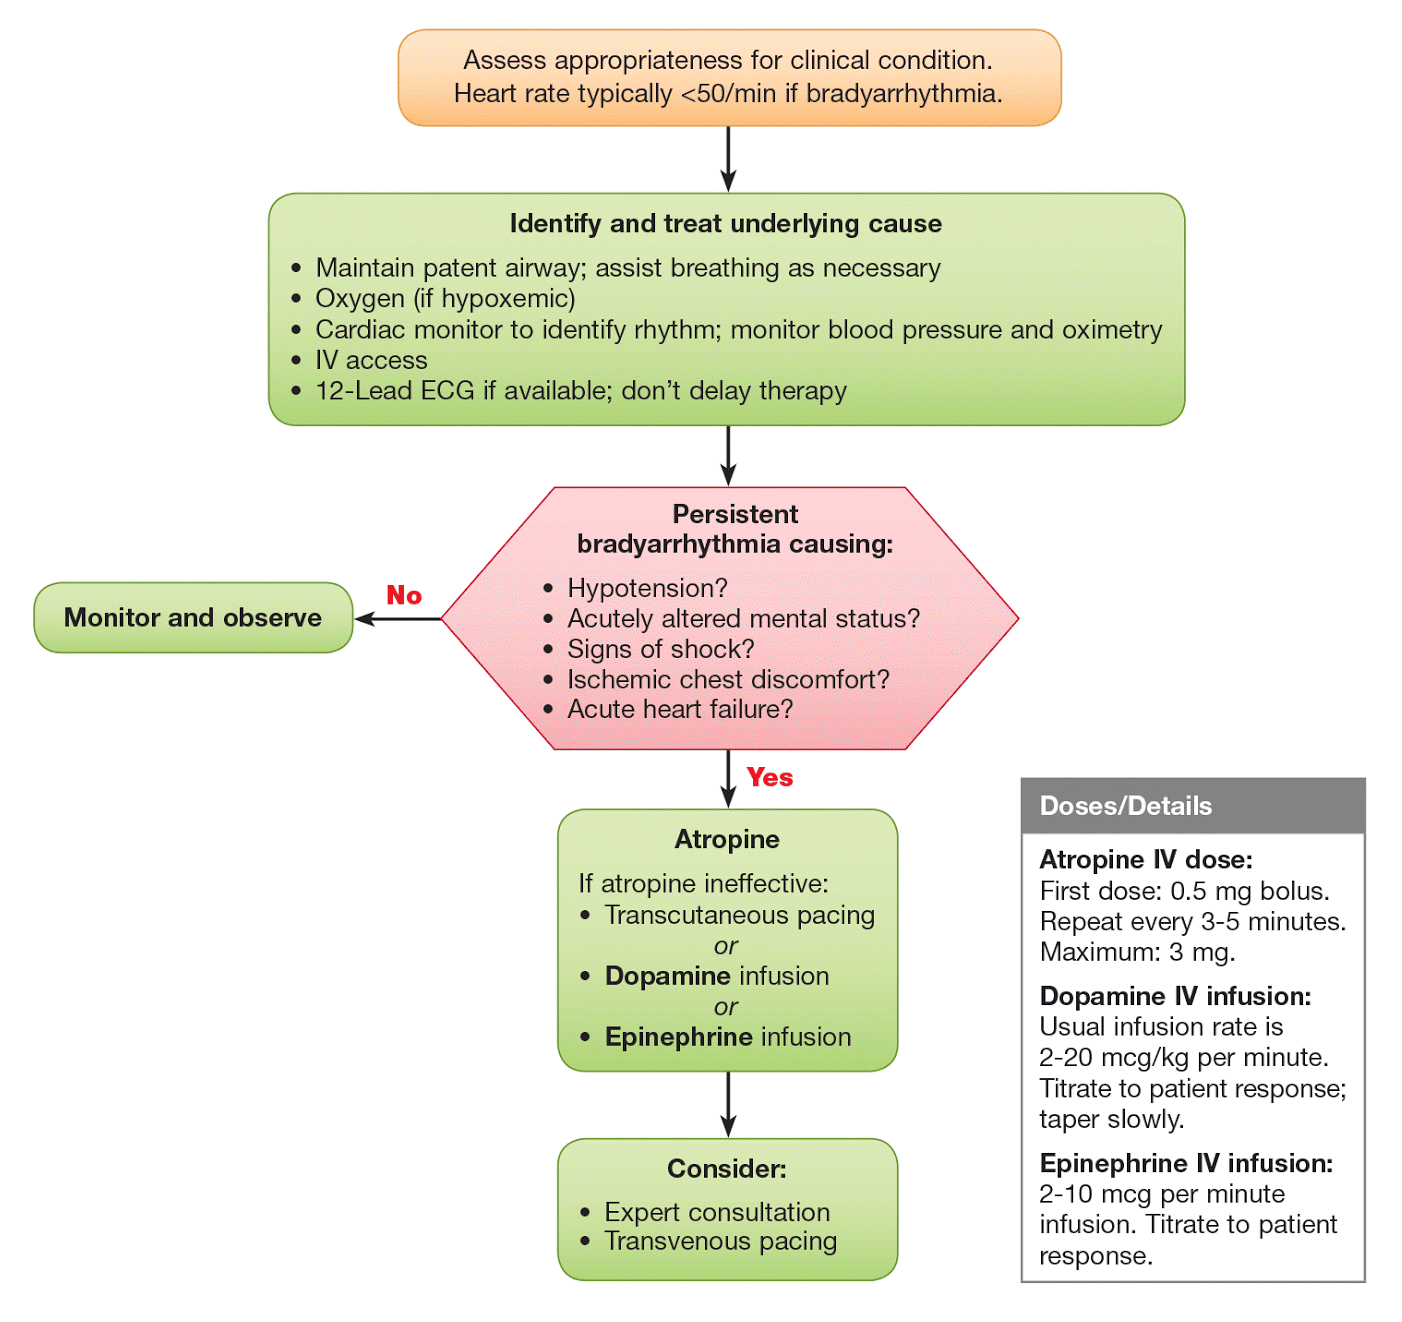 Assess appropriateness for clinical condition.
Heart rate typically <50/min if bradyarrhythmia.
Identify and treat underlying cause
• Maintain patent airway; assist breathing as necessary
• Oxygen (if hypoxemic)
• Cardiac monitor to identify rhythm; monitor blood pressure and oximetry
• IV access
• 12-Lead ECG if available; don’t delay therapy
Persistent
bradyarrhythmia causing:
• Hypotension?
• Acutely altered mental status?
• Signs of shock?
• Ischemic chest discomfort?
• Acute heart failure?
No
Monitor and observe
Yes
Atropine
If atropine ineffective:
• Transcutaneous pacing
or
• Dopamine infusion
or
• Epinephrine infusion
Consider:
• Expert consultation
• Transvenous pacing
Doses/Details
Atropine IV dose:
First dose: 0.5 mg bolus.
Repeat every 3-5 minutes.
Maximum: 3 mg.
Dopamine IV infusion:
Usual infusion rate is
2-20 mcg/kg per minute.
Titrate to patient response;
taper slowly.
Epinephrine IV infusion:
2-10 mcg per minute
infusion. Titrate to patient
response.